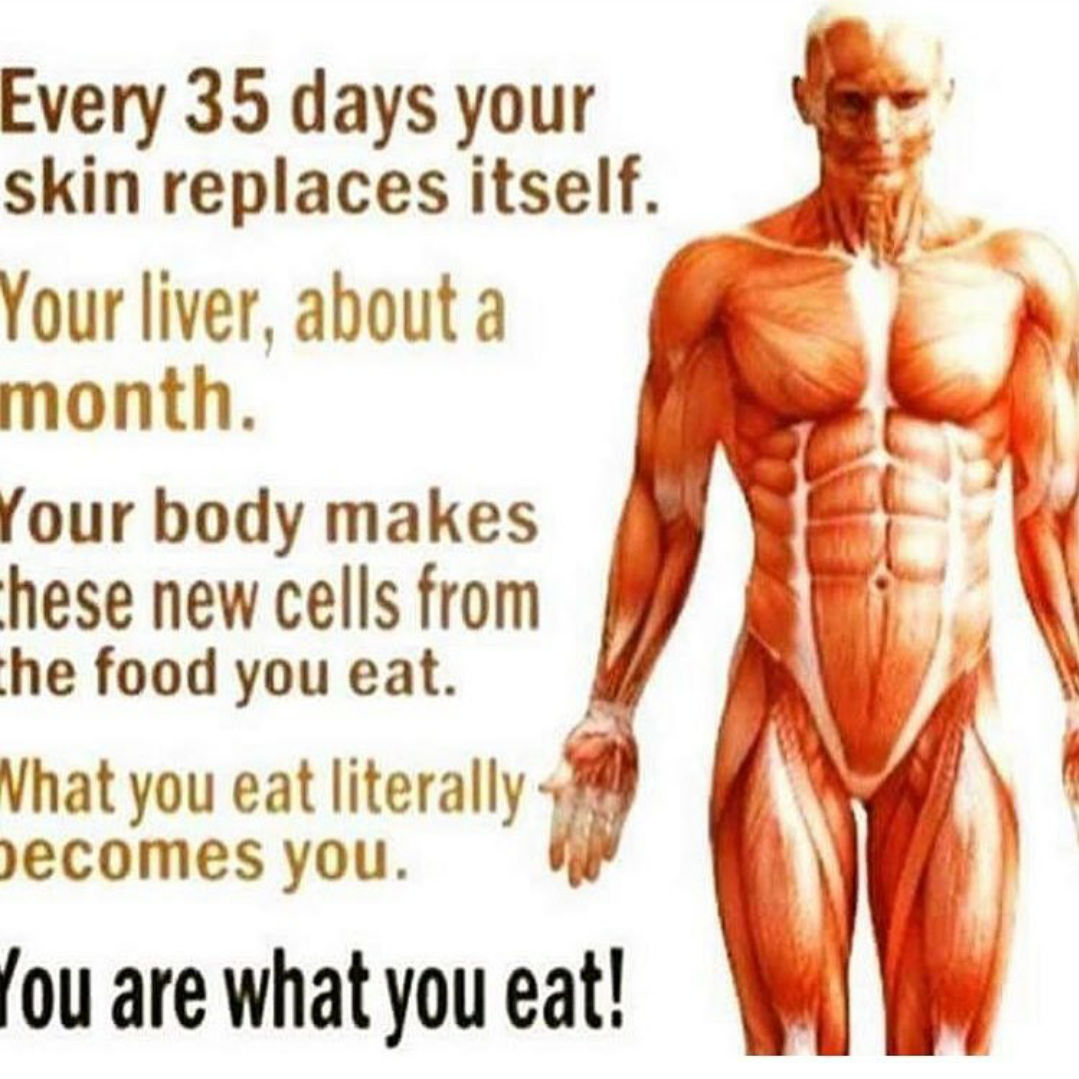 Every 35 days your
skin replaces itself.
Your liver, about a
month.
Your body makes
these new cells from
the food you eat.
What you eat literally
becomes you.
You are what you eat!